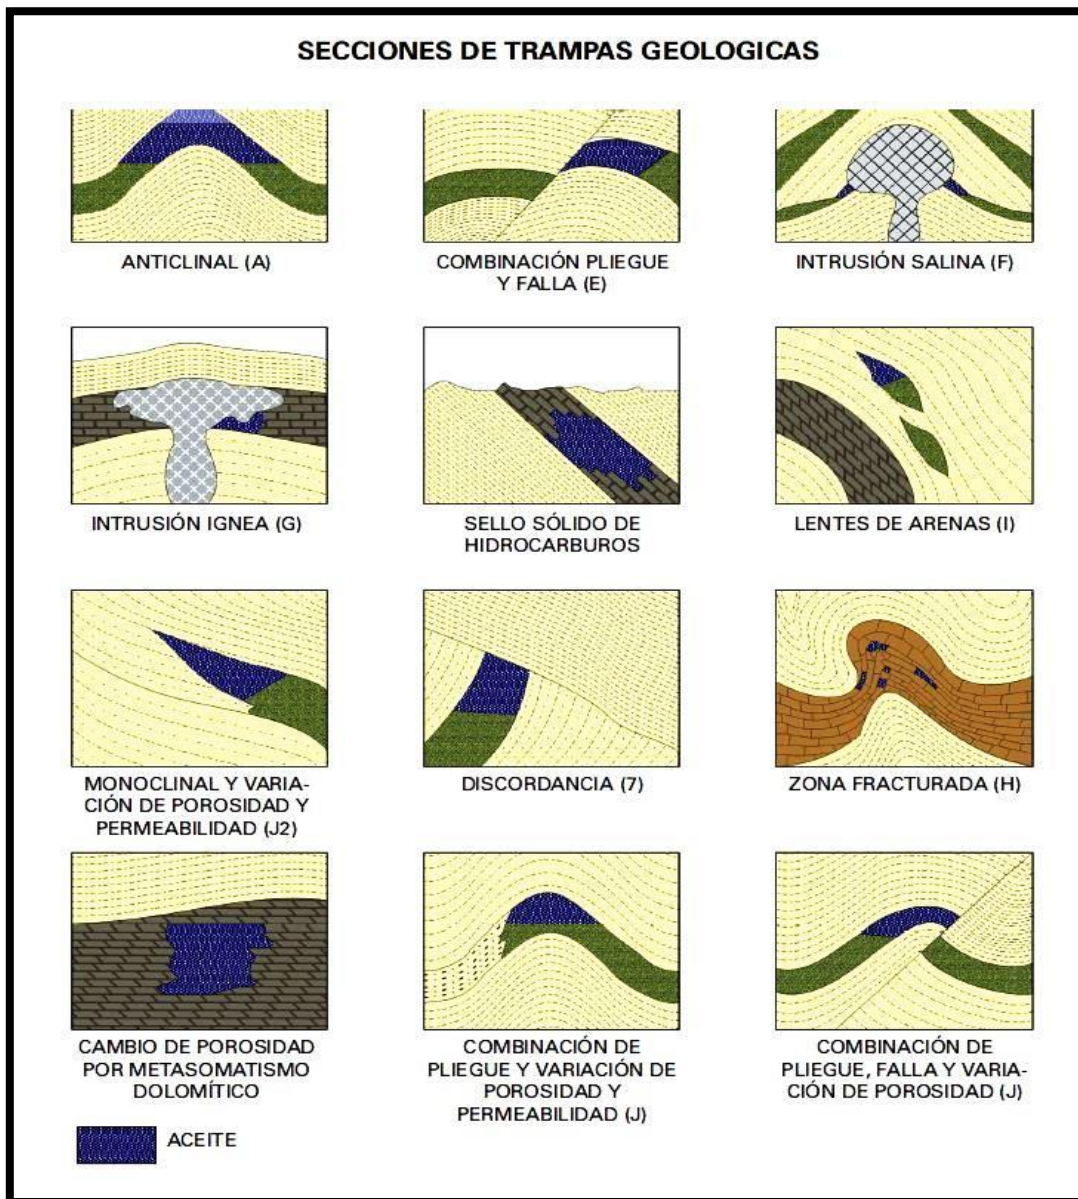 SECCIONES DE TRAMPAS GEOLOGICAS
ANTICLINAL (A)
COMBINACIÓN PLIEGUE
Y FALLA (E)
INTRUSIÓN SALINA (F)
INTRUSIÓN IGNEA (G)
SELLO SÓLIDO DE
HIDROCARBUROS
LENTES DE ARENAS (I)
MONOCLINAL Y VARIA-
CIÓN DE POROSIDAD Y
PERMEABILIDAD (J2)
DISCORDANCIA (7)
ZONA FRACTURADA (H)
CAMBIO DE POROSIDAD
POR METASOMATISMO
DOLOMÍTICO
COMBINACIÓN DE
PLIEGUE Y VARIACIÓN DE
POROSIDAD Y
PERMEABILIDAD (J)
COMBINACIÓN DE
PLIEGUE, FALLA Y VARIA-
CIÓN DE POROSIDAD (J)
ACEITE